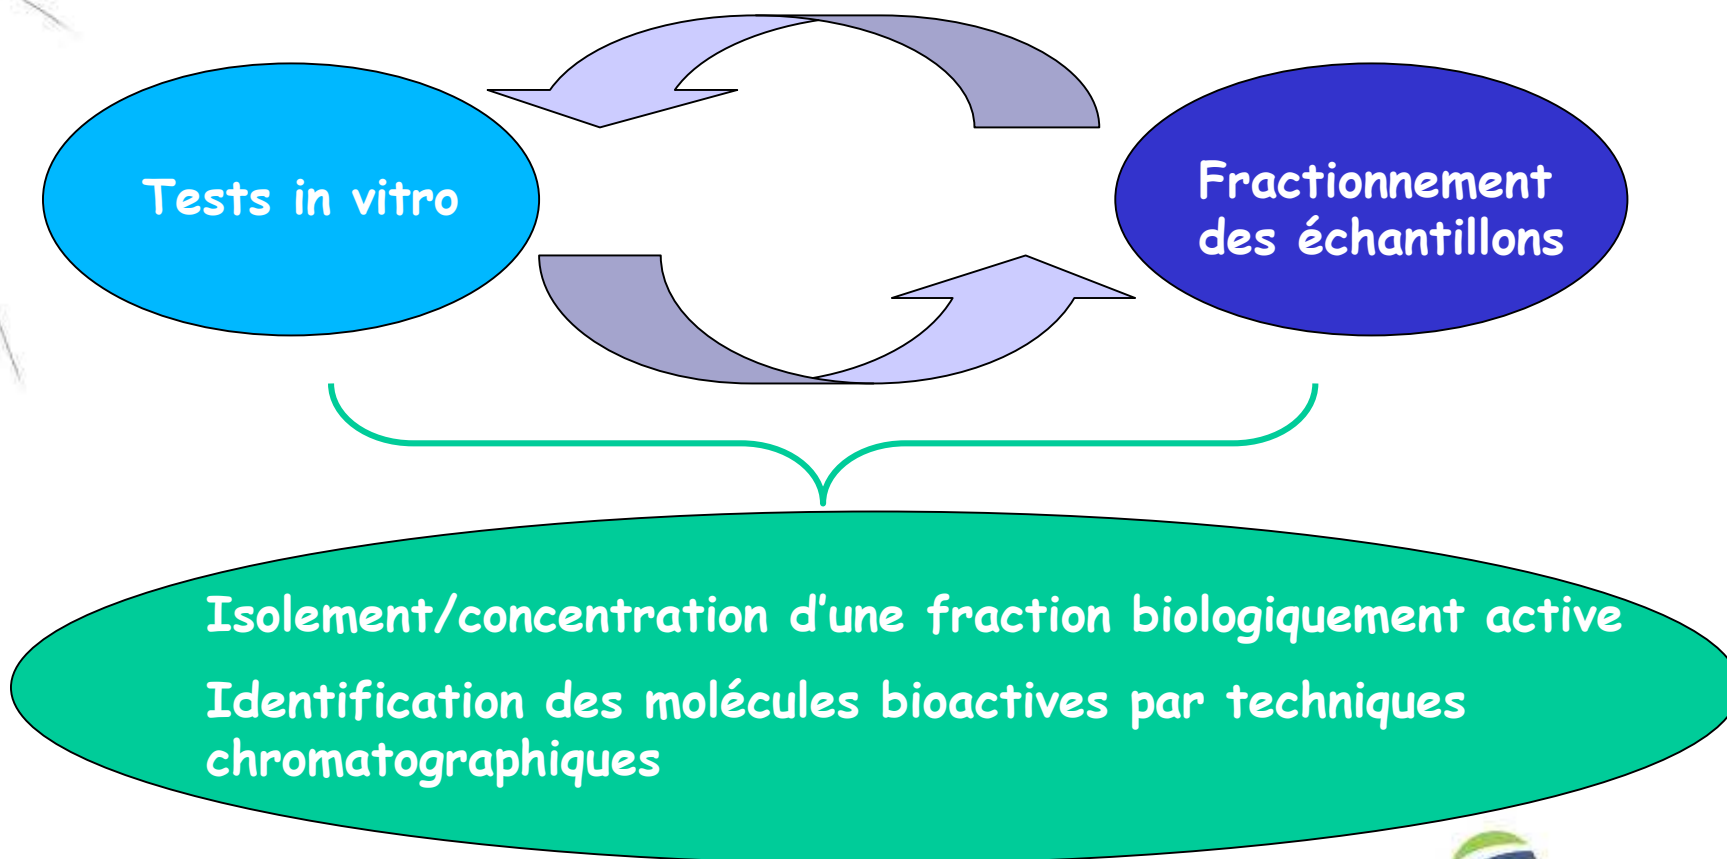 Tests in vitro
Fractionnement
des échantillons
Isolement/concentration d'une fraction biologiquement active
Identification des molécules bioactives par techniques
chromatographiques